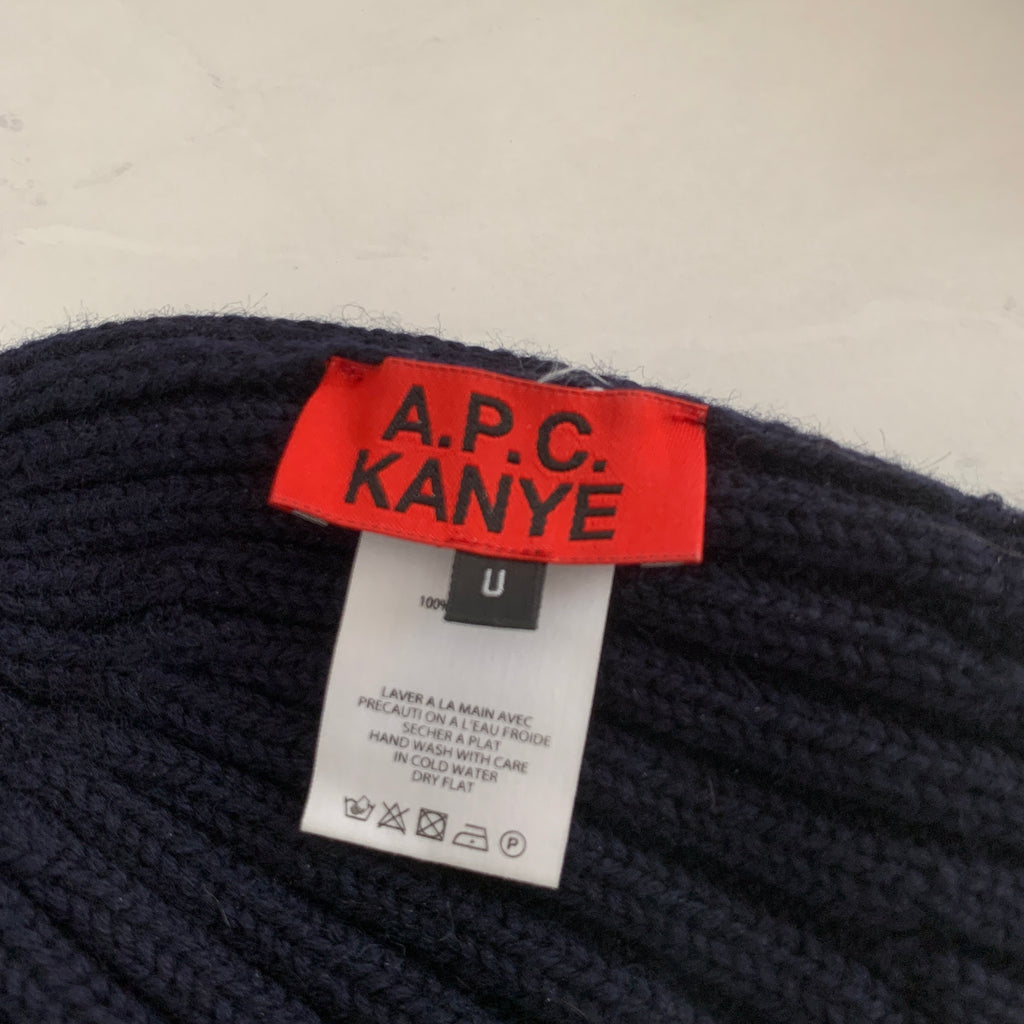 A.P.C.
KANYE
U
100%
LAVER A LA MAIN AVEC
PRECAUTI ON A L'EAU FROIDE
SECHER A PLAT
HAND WASH WITH CARE
IN COLD WATER
DRY FLAT
P